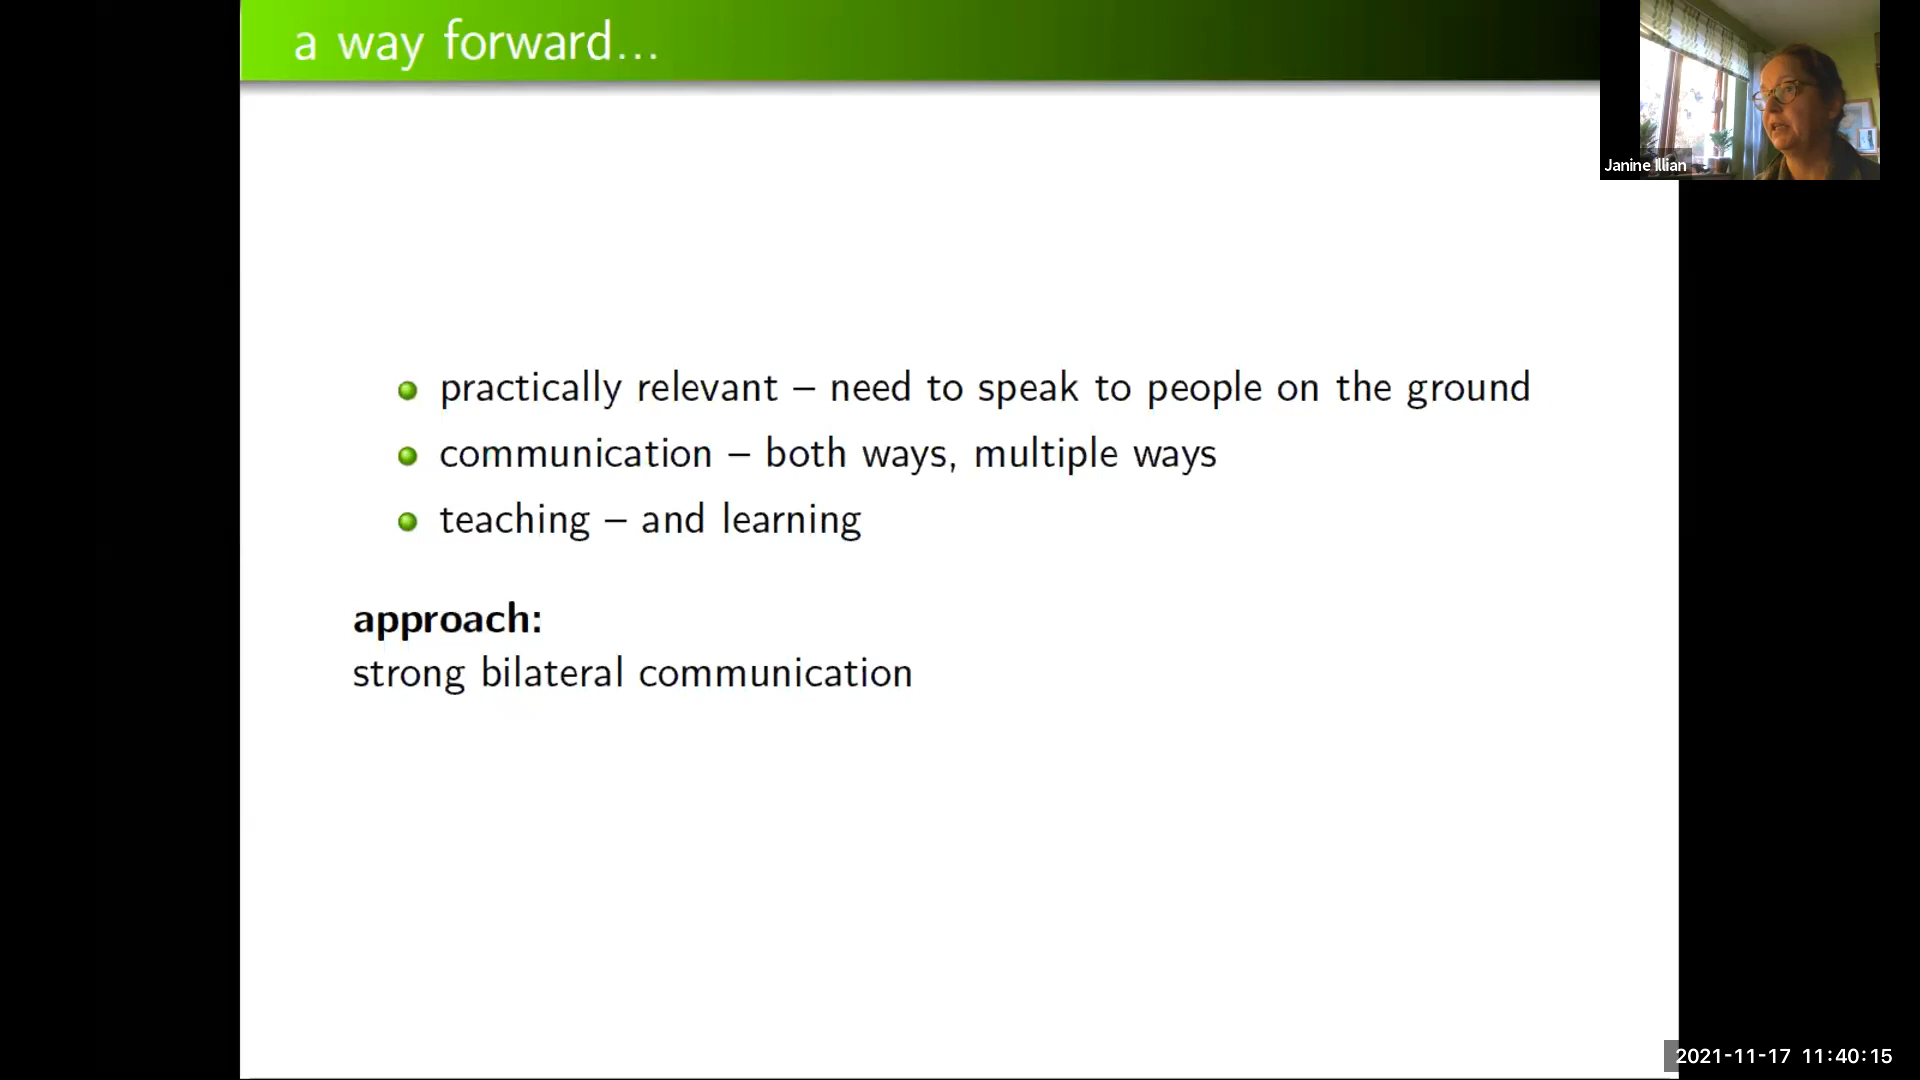 a way forward...
Janine Illian
practically relevant – need to speak to people on the ground
communication – both ways, multiple ways
teaching – and learning
approach:
strong bilateral communication
2021-11-17 11:40:15